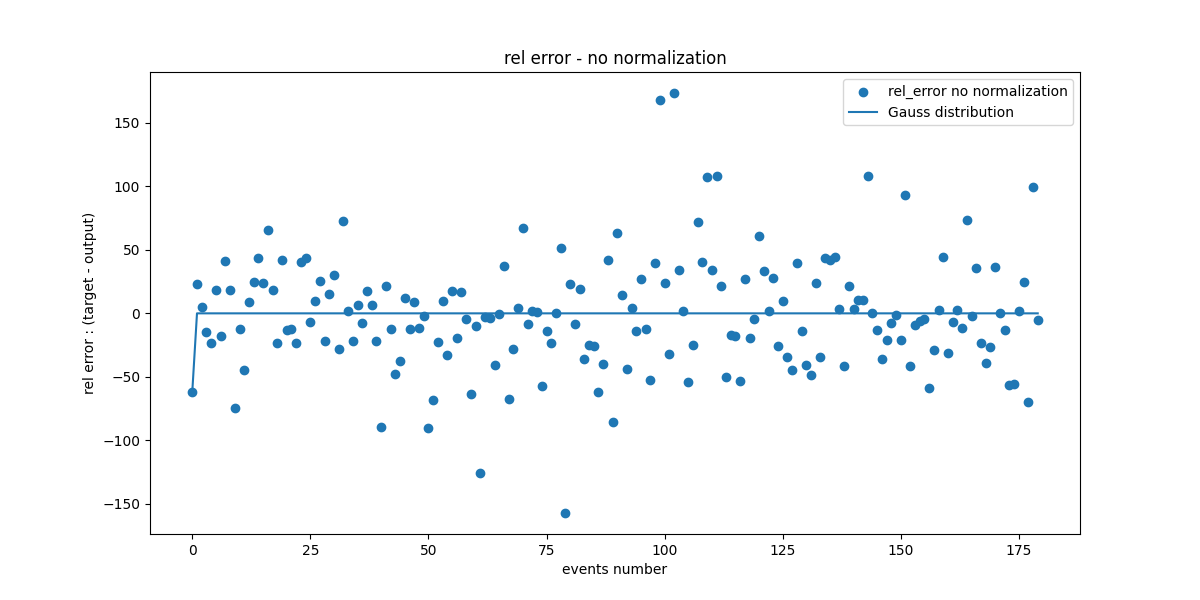 rel error - no normalization
rel_error no normalization
Gauss distribution
rel error : (target - output)
150
100
50
0
−50
−100
−150
0 25 50 75 100 125 150 175
events number